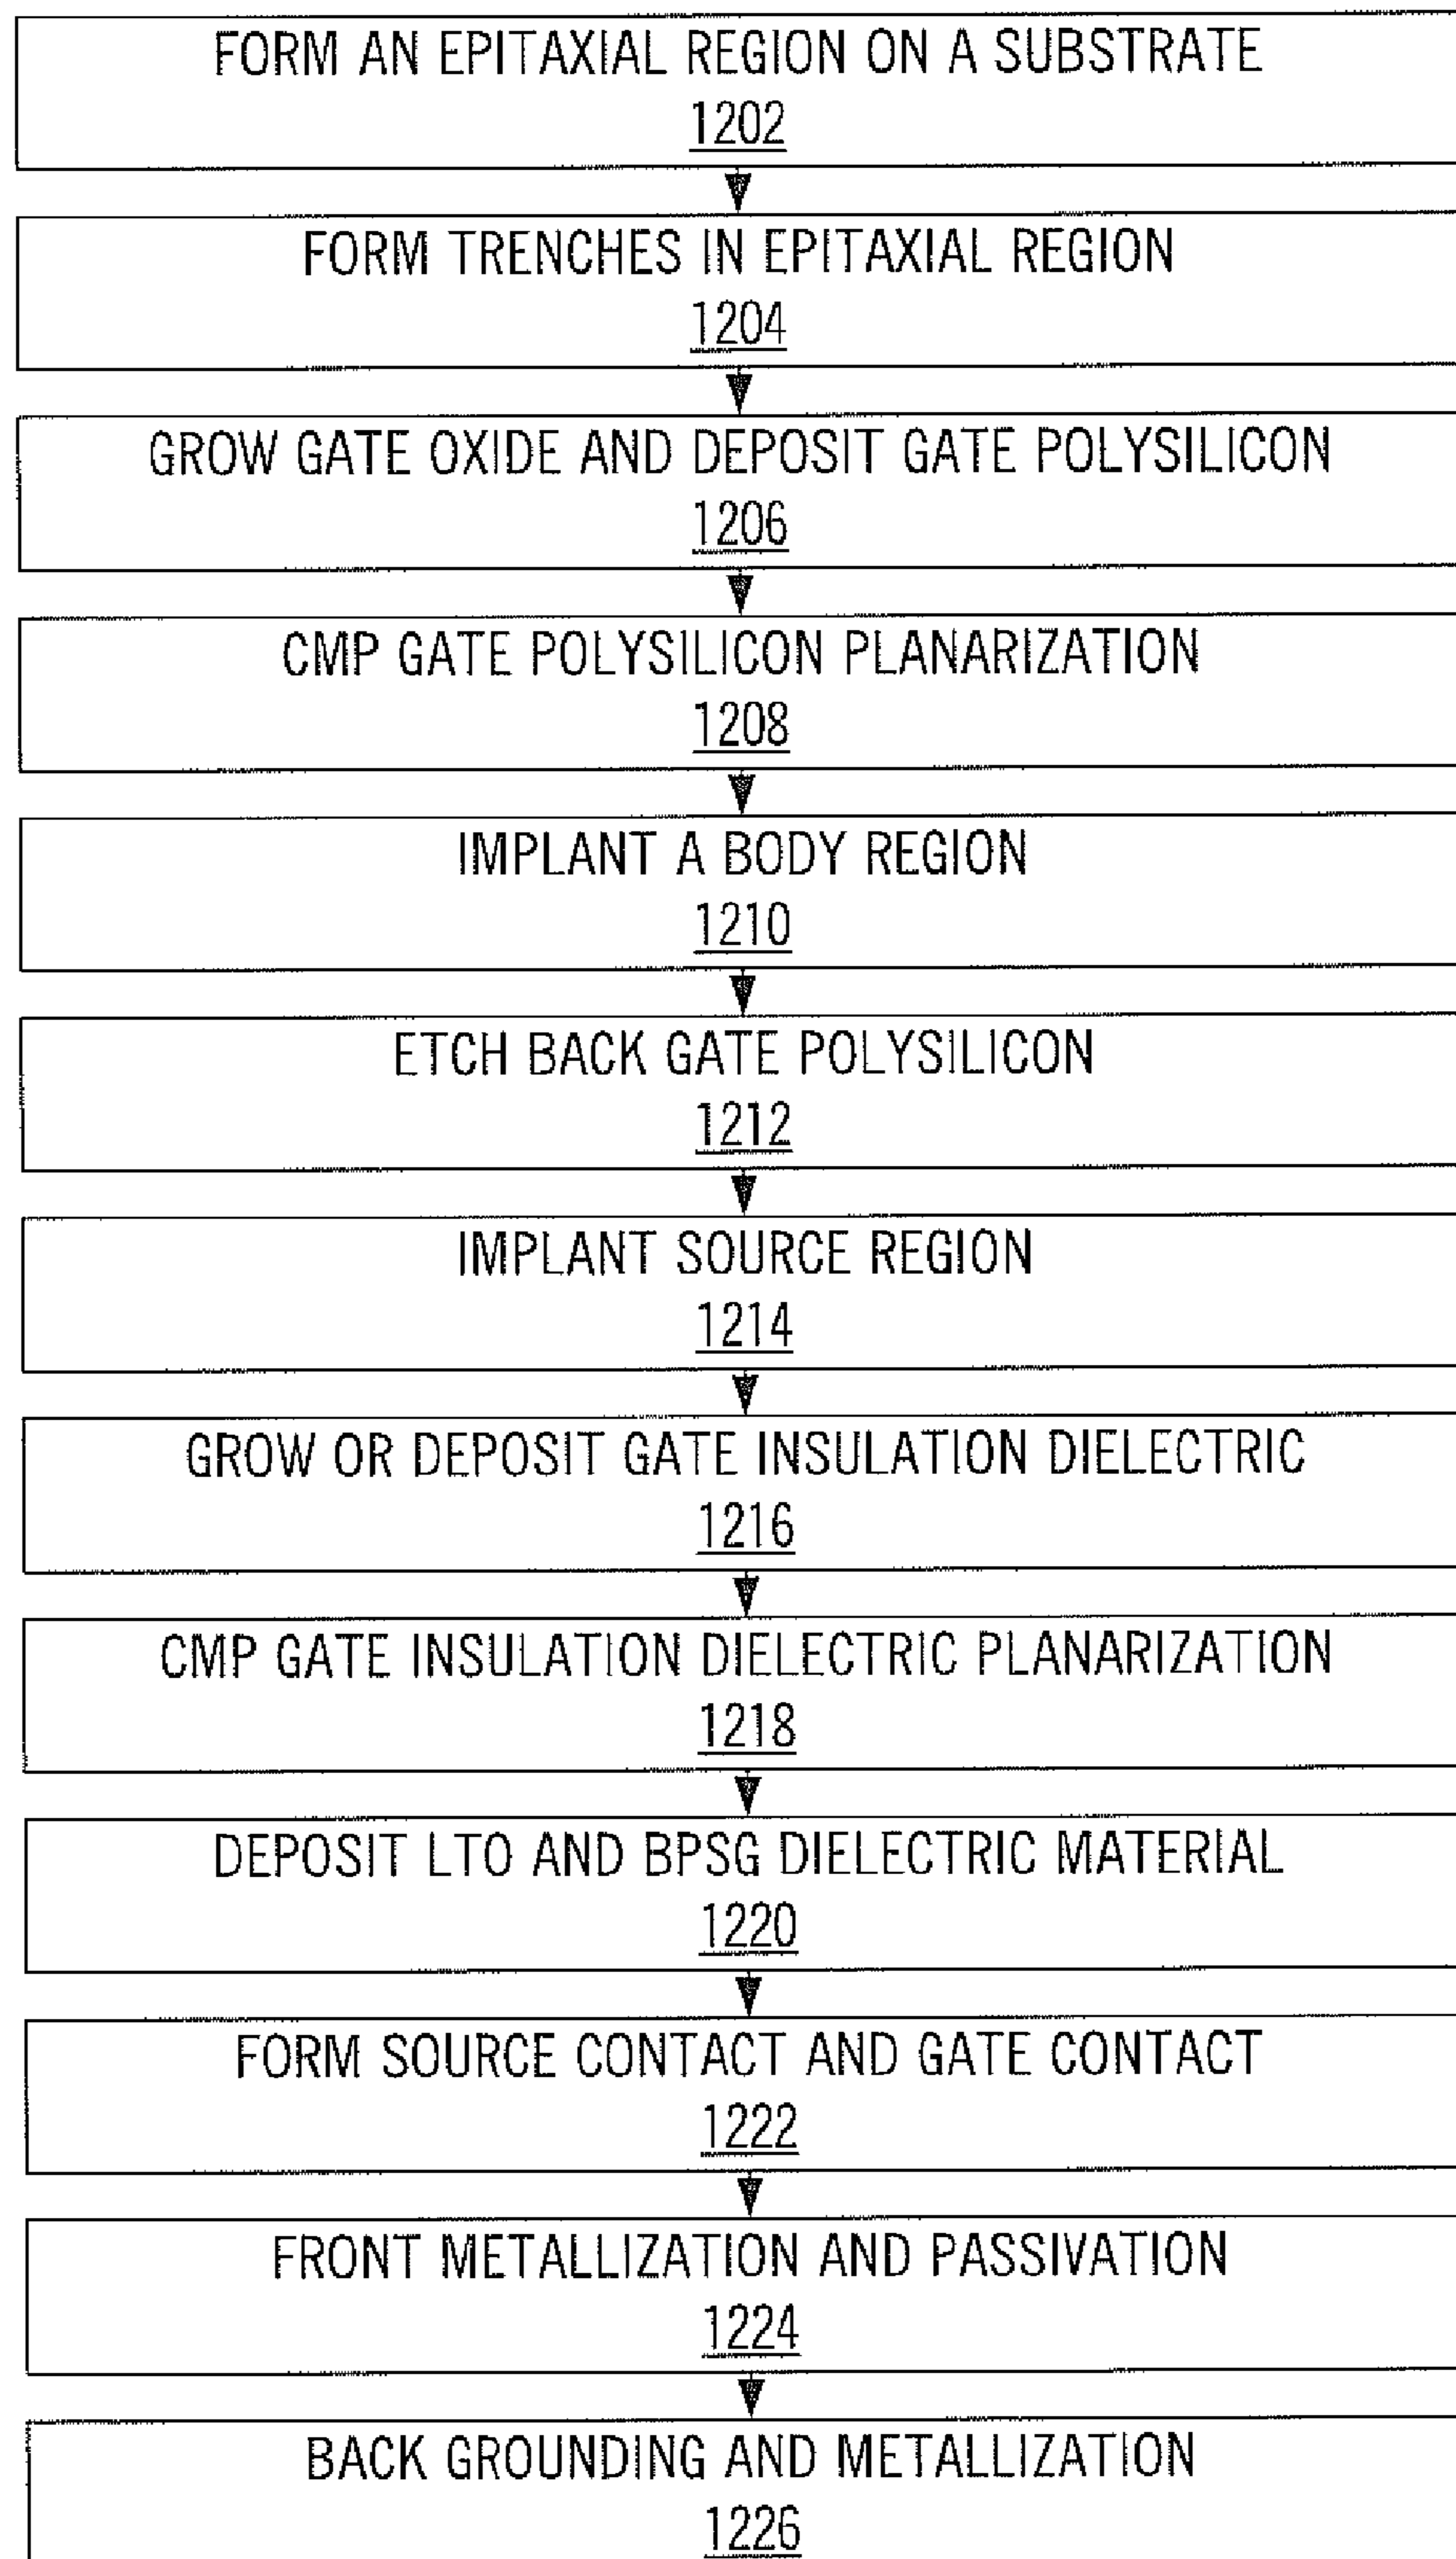 FORM AN EPITAXIAL REGION ON A SUBSTRATE
1202
FORM TRENCHES IN EPITAXIAL REGION
1204
GROW GATE OXIDE AND DEPOSIT GATE POLYSILICON
1206
CMP GATE POLYSILICON PLANARIZATION
1208
IMPLANT A BODY REGION
1210
ETCH BACK GATE POLYSILICON
1212
IMPLANT SOURCE REGION
1214
GROW OR DEPOSIT GATE INSULATION DIELECTRIC
1216
CMP GATE INSULATION DIELECTRIC PLANARIZATION
1218
DEPOSIT LTO AND BPSG DIELECTRIC MATERIAL
1220
FORM SOURCE CONTACT AND GATE CONTACT
1222
FRONT METALLIZATION AND PASSIVATION
1224
BACK GROUNDING AND METALLIZATION
1226